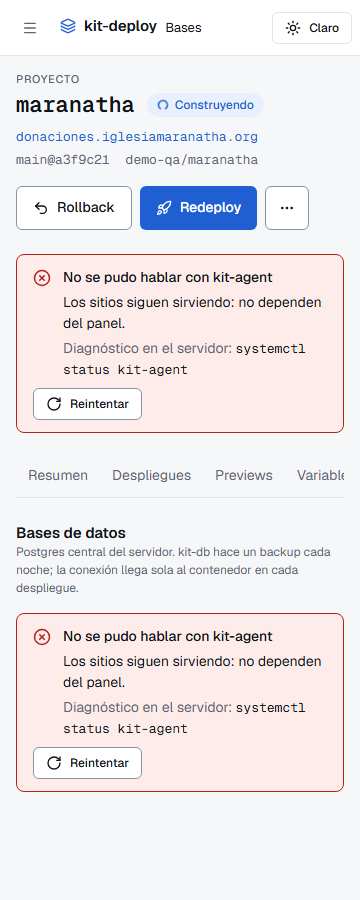 kit-deploy Bases
Claro
PROYECTO
maranatha Construyendo
donaciones.iglesiamaranatha.org
main@a3f9c21 demo-qa/maranatha
Rollback Redeploy ...
No se pudo hablar con kit-agent
Los sitios siguen sirviendo: no dependen
del panel.
Diagnóstico en el servidor: systemctl
status kit-agent
Reintentar
Resumen Despliegues Previews Variable
Bases de datos
Postgres central del servidor. kit-db hace un backup cada
noche; la conexión llega sola al contenedor en cada
despliegue.
No se pudo hablar con kit-agent
Los sitios siguen sirviendo: no dependen
del panel.
Diagnóstico en el servidor: systemctl
status kit-agent
Reintentar